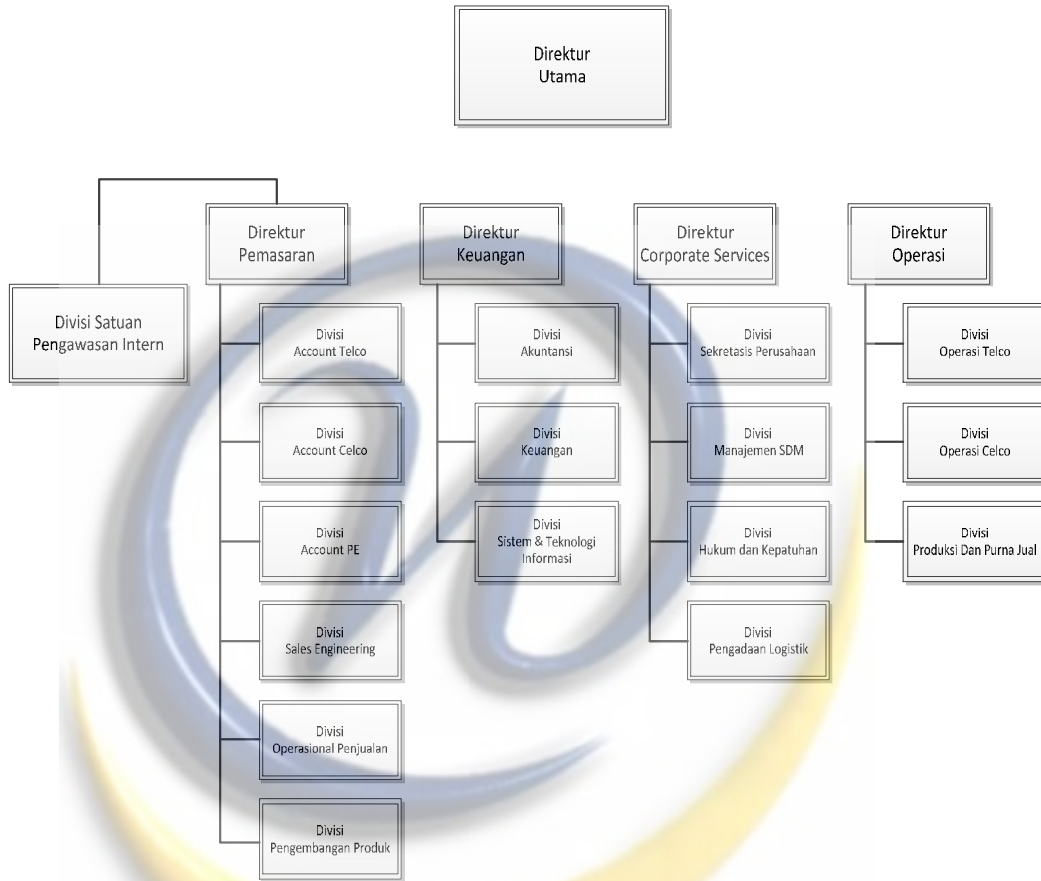 Direktur
Utama
Direktur
Pemasaran
Direktur
Keuangan
Direktur
Corporate Services
Direktur
Operasi
Divisi Satuan
Pengawasan Intern
Divisi
Account Telco
Divisi
Account Celco
Divisi
Account PE
Divisi
Sales Engineering
Divisi
Operasional Penjualan
Divisi
Pengembangan Produk
Divisi
Akuntansi
Divisi
Keuangan
Divisi
Sistem & Teknologi
Informasi
Divisi
Sekretasis Perusahaan
Divisi
Manajemen SDM
Divisi
Hukum dan Kepatuhan
Divisi
Pengadaan Logistik
Divisi
Operasi Telco
Divisi
Operasi Celco
Divisi
Produksi Dan Purna Jual